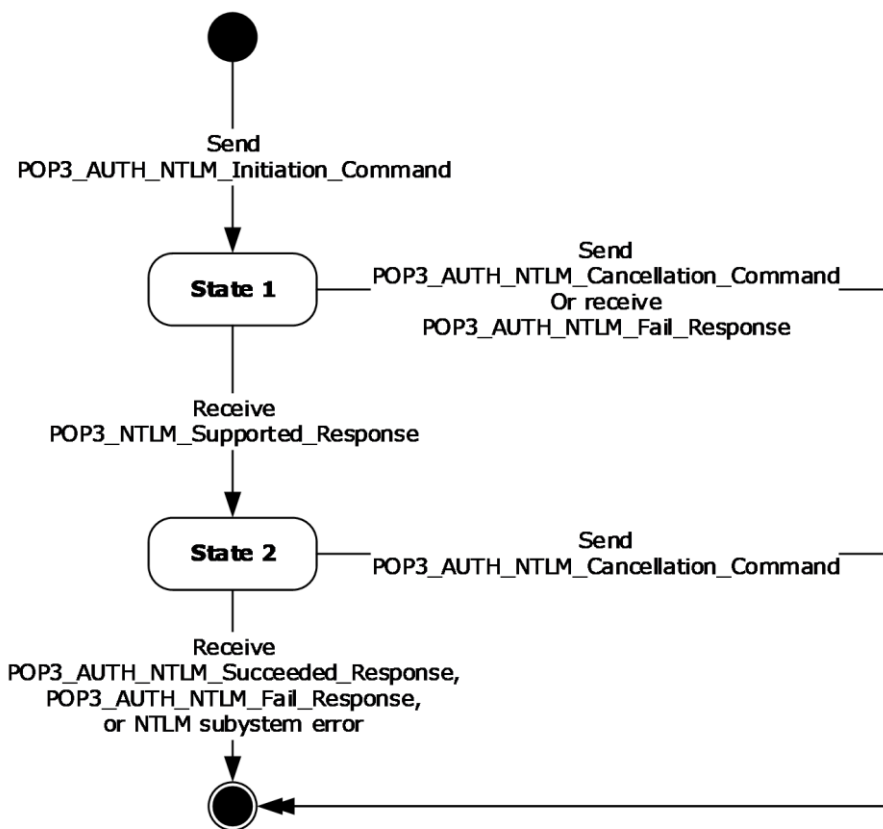 Send
POP3_AUTH_NTLM_Initiation_Command
State 1
Send
POP3_AUTH_NTLM_Cancellation_Command
Or receive
POP3_AUTH_NTLM_Fail_Response
Receive
POP3_NTLM_Supported_Response
State 2
Send
POP3_AUTH_NTLM_Cancellation_Command
Receive
POP3_AUTH_NTLM_Succeeded_Response,
POP3_AUTH_NTLM_Fail_Response,
or NTLM subystem error